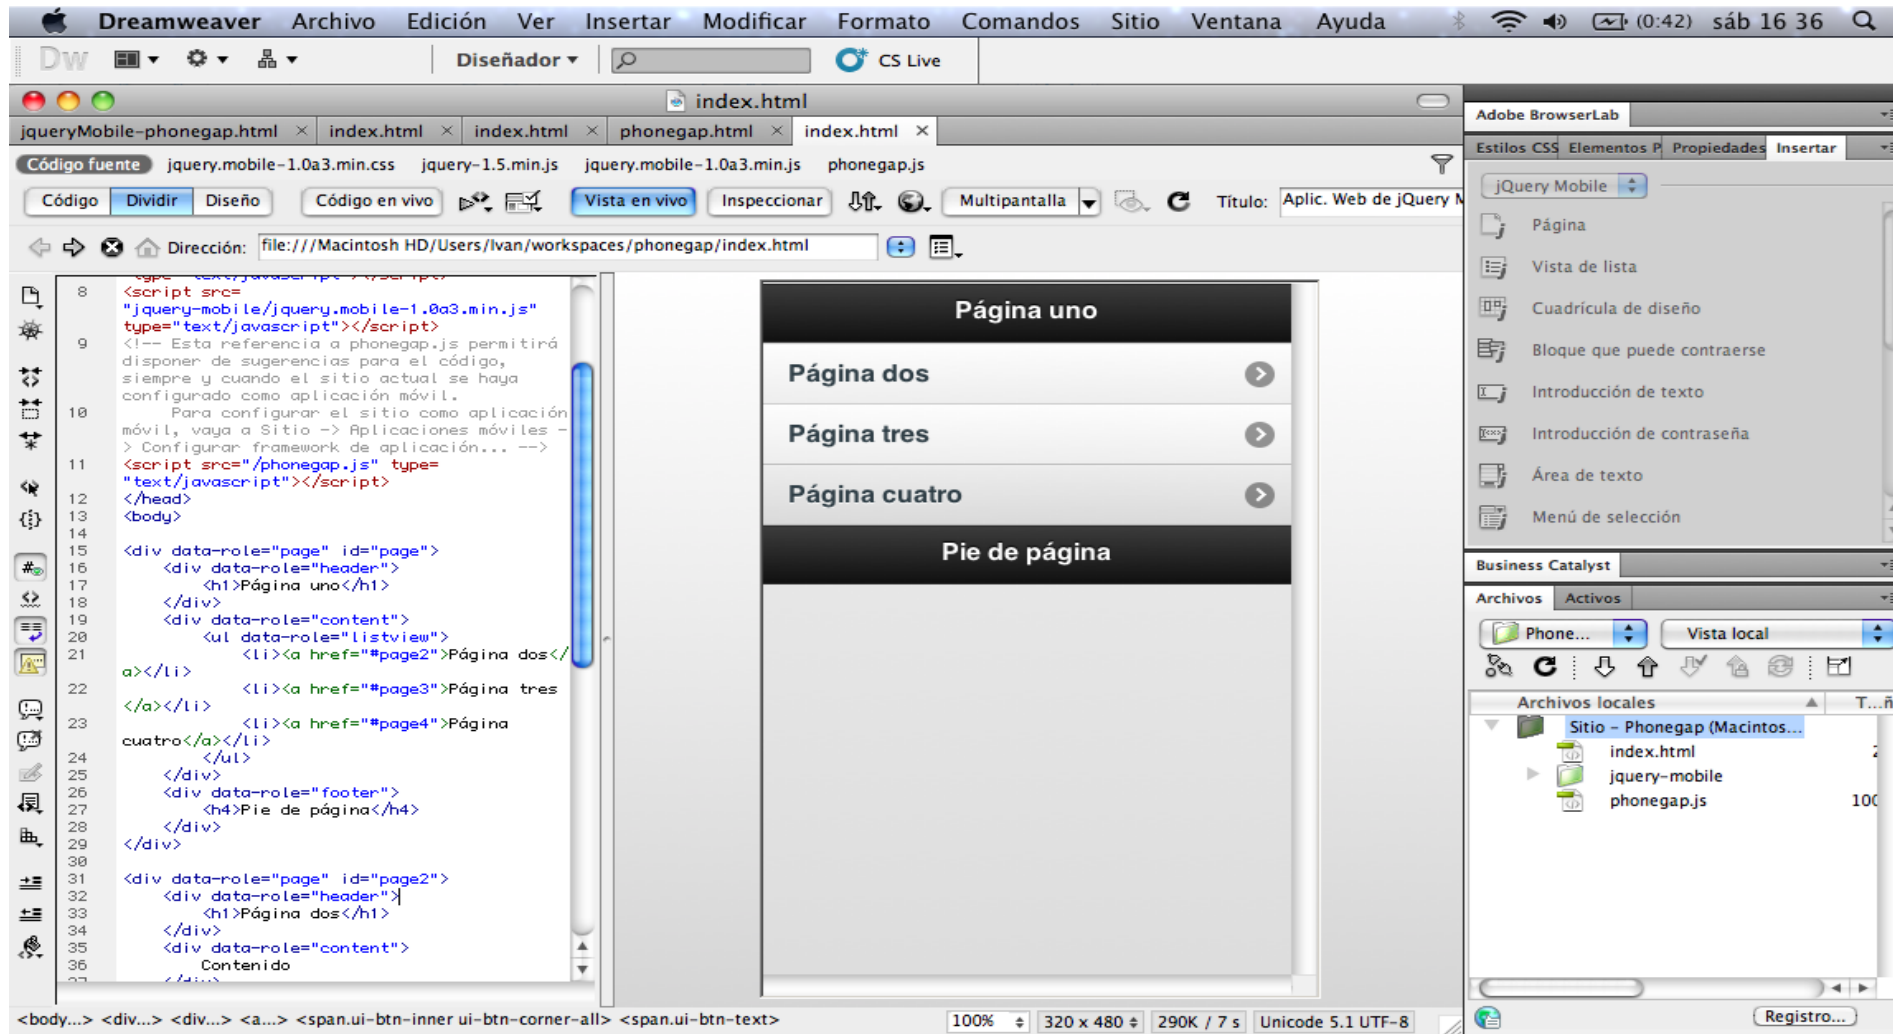 Dreamweaver Archivo Edición Ver Insertar Modificar Formato Comandos Sitio Ventana Ayuda (0:42) sáb 16 36
Dw Diseñador CS Live
index.html
jqueryMobile-phonegap.html × index.html × index.html × phonegap.html × index.html ×
Código fuente jquery.mobile-1.0a3.min.css jquery-1.5.min.js jquery.mobile-1.0a3.min.js phonegap.js
Código Dividir Diseño Código en vivo Vista en vivo Inspeccionar Multipantalla Título: Aplic. Web de jQuery M
Dirección: file:///Macintosh HD/Users/Ivan/workspaces/phonegap/index.html
type="text/javascript"></script>
8 <script src=
"jquery-mobile/jquery.mobile-1.0a3.min.js"
type="text/javascript"></script>
9 <!-- Esta referencia a phonegap.js permitirá
disponer de sugerencias para el código,
siempre y cuando el sitio actual se haya
configurado como aplicación móvil.
10 Para configurar el sitio como aplicación
móvil, vaya a Sitio -> Aplicaciones móviles -
> Configurar framework de aplicación... -->
11 <script src="/phonegap.js" type=
"text/javascript"></script>
12 </head>
13 <body>
14
15 <div data-role="page" id="page">
16 <div data-role="header">
17 <h1>Página uno</h1>
18 </div>
19 <div data-role="content">
20 <ul data-role="listview">
21 <li><a href="#page2">Página dos</
a></li>
22 <li><a href="#page3">Página tres
</a></li>
23 <li><a href="#page4">Página
cuatro</a></li>
24 </ul>
25 </div>
26 <div data-role="footer">
27 <h4>Pie de página</h4>
28 </div>
29 </div>
30
31 <div data-role="page" id="page2">
32 <div data-role="header">
33 <h1>Página dos</h1>
34 </div>
35 <div data-role="content">
36 Contenido
37 </div>
Página uno
Página dos
Página tres
Página cuatro
Pie de página
Adobe BrowserLab
Estilos CSS Elementos P Propiedades Insertar
jQuery Mobile
Página
Vista de lista
Cuadrícula de diseño
Bloque que puede contraerse
Introducción de texto
Introducción de contraseña
Área de texto
Menú de selección
Business Catalyst
Archivos Activos
Phone... Vista local
Archivos locales T...ñ
Sitio - Phonegap (Macintos...
index.html 2
jquery-mobile
phonegap.js 100
Registro...
<body...> <div...> <div...> <a...> <span.ui-btn-inner ui-btn-corner-all> <span.ui-btn-text>
100% 320 x 480 290K / 7 s Unicode 5.1 UTF-8